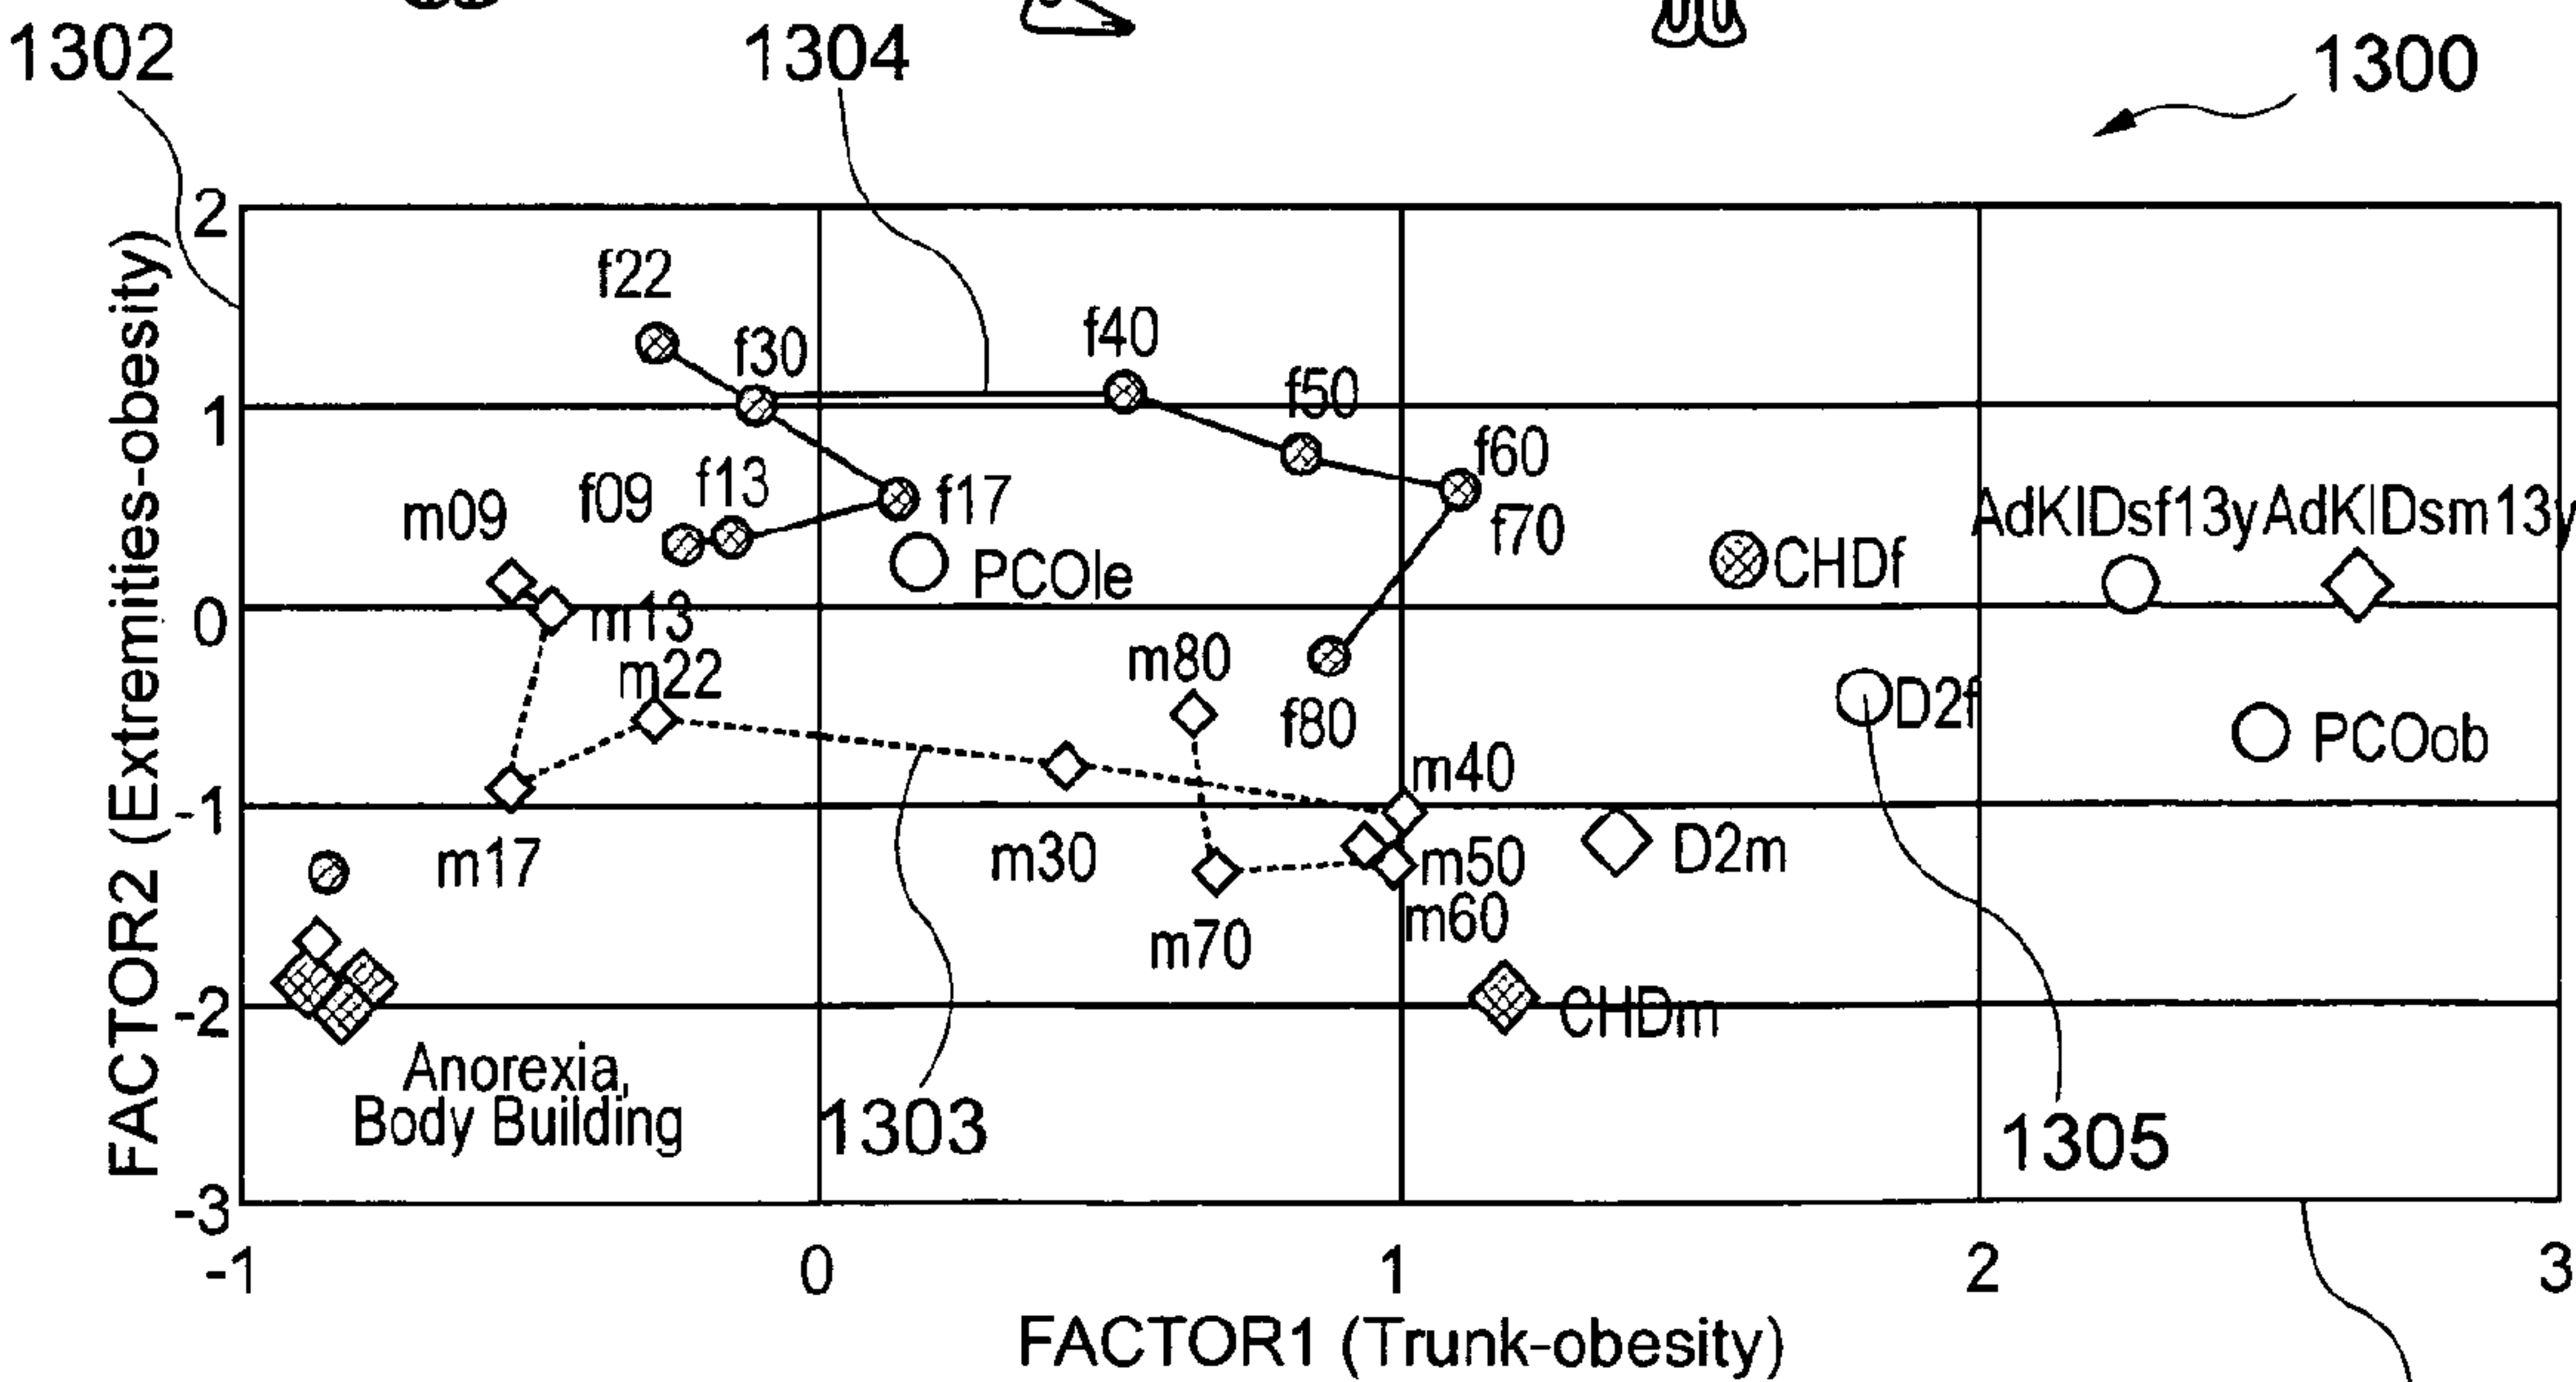 1302
1304
1300
2
1
0
-1
-2
-3
FACTOR2 (Extremities-obesity)
f22
f30
f40
f50
f60
f70
f09
f13
f17
m09
PCOle
CHDf
AdKIDsf13y
AdKIDsm13y
m13
m22
m80
f80
D2f
PCOob
m40
m17
m30
m50
D2m
m60
m70
CHDm
Anorexia,
Body Building
1303
1305
-1
0
1
2
3
FACTOR1 (Trunk-obesity)